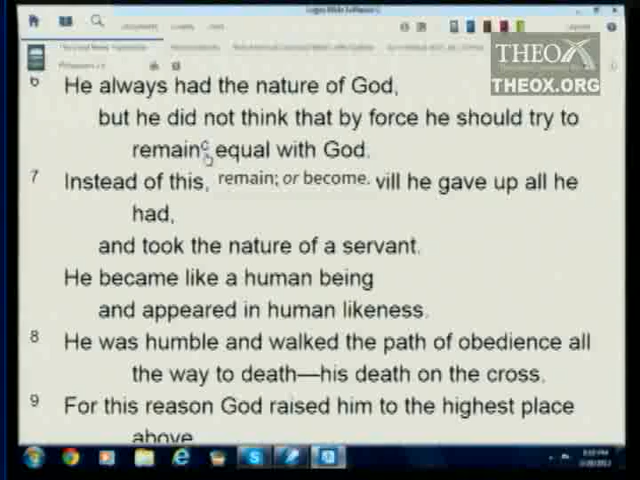 Logos Bible Software
THEOX
THEOX.ORG
6 He always had the nature of God,
but he did not think that by force he should try to
remainᶜ equal with God.
7 Instead of this, remain; or become. vill he gave up all he
had,
and took the nature of a servant.
He became like a human being
and appeared in human likeness.
8 He was humble and walked the path of obedience all
the way to death—his death on the cross.
9 For this reason God raised him to the highest place
above